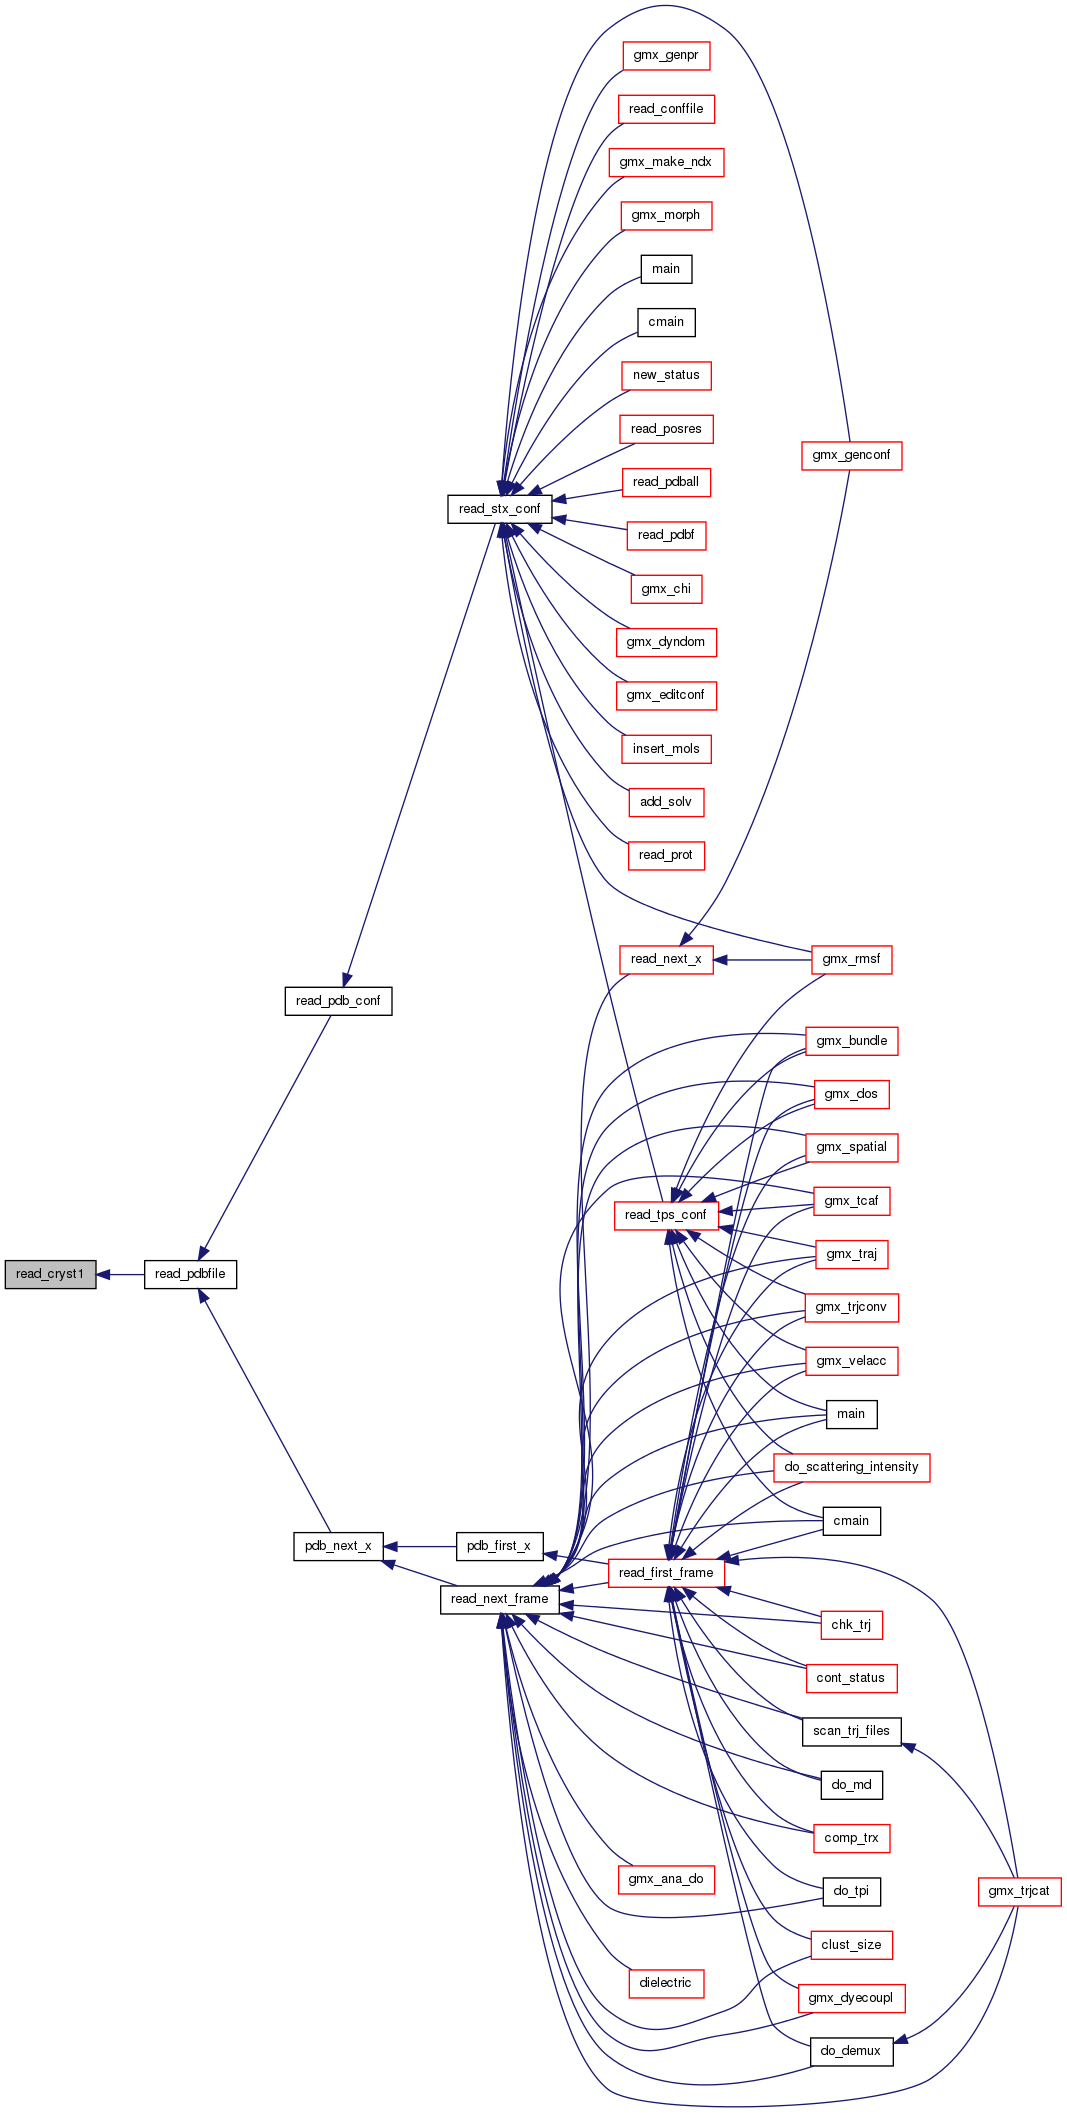 gmx_genpr
read_conffile
gmx_make_ndx
gmx_morph
main
cmain
new_status
read_posres
gmx_genconf
read_pdball
read_stx_conf
read_pdbf
gmx_chi
gmx_dyndom
gmx_editconf
insert_mols
add_solv
read_prot
read_next_x
gmx_rmsf
read_pdb_conf
gmx_bundle
gmx_dos
gmx_spatial
gmx_tcaf
read_tps_conf
gmx_traj
read_cryst1
read_pdbfile
gmx_trjconv
gmx_velacc
main
do_scattering_intensity
cmain
pdb_next_x
pdb_first_x
read_first_frame
read_next_frame
chk_trj
cont_status
scan_trj_files
do_md
comp_trx
gmx_ana_do
do_tpi
gmx_trjcat
clust_size
dielectric
gmx_dyecoupl
do_demux